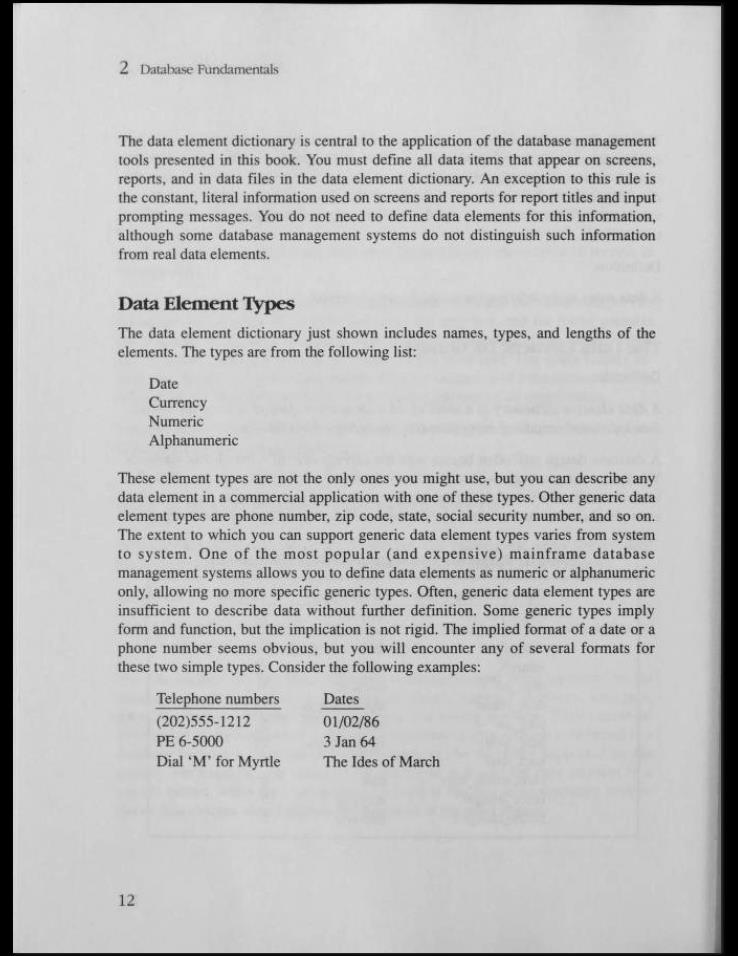 2 Database Fundamentals
The data element dictionary is central to the application of the database management
tools presented in this book. You must define all data items that appear on screens,
reports, and in data files in the data element dictionary. An exception to this rule is
the constant, literal information used on screens and reports for report titles and input
prompting messages. You do not need to define data elements for this information,
although some database management systems do not distinguish such information
from real data elements.
Data Element Types
The data element dictionary just shown includes names, types, and lengths of the
elements. The types are from the following list:
Date
Currency
Numeric
Alphanumeric
These element types are not the only ones you might use, but you can describe any
data element in a commercial application with one of these types. Other generic data
element types are phone number, zip code, state, social security number, and so on.
The extent to which you can support generic data element types varies from system
to system. One of the most popular (and expensive) mainframe database
management systems allows you to define data elements as numeric or alphanumeric
only, allowing no more specific generic types. Often, generic data element types are
insufficient to describe data without further definition. Some generic types imply
form and function, but the implication is not rigid. The implied format of a date or a
phone number seems obvious, but you will encounter any of several formats for
these two simple types. Consider the following examples:
Telephone numbers Dates
(202)555-1212 01/02/86
PE 6-5000 3 Jan 64
Dial ‘M’ for Myrtle The Ides of March
12